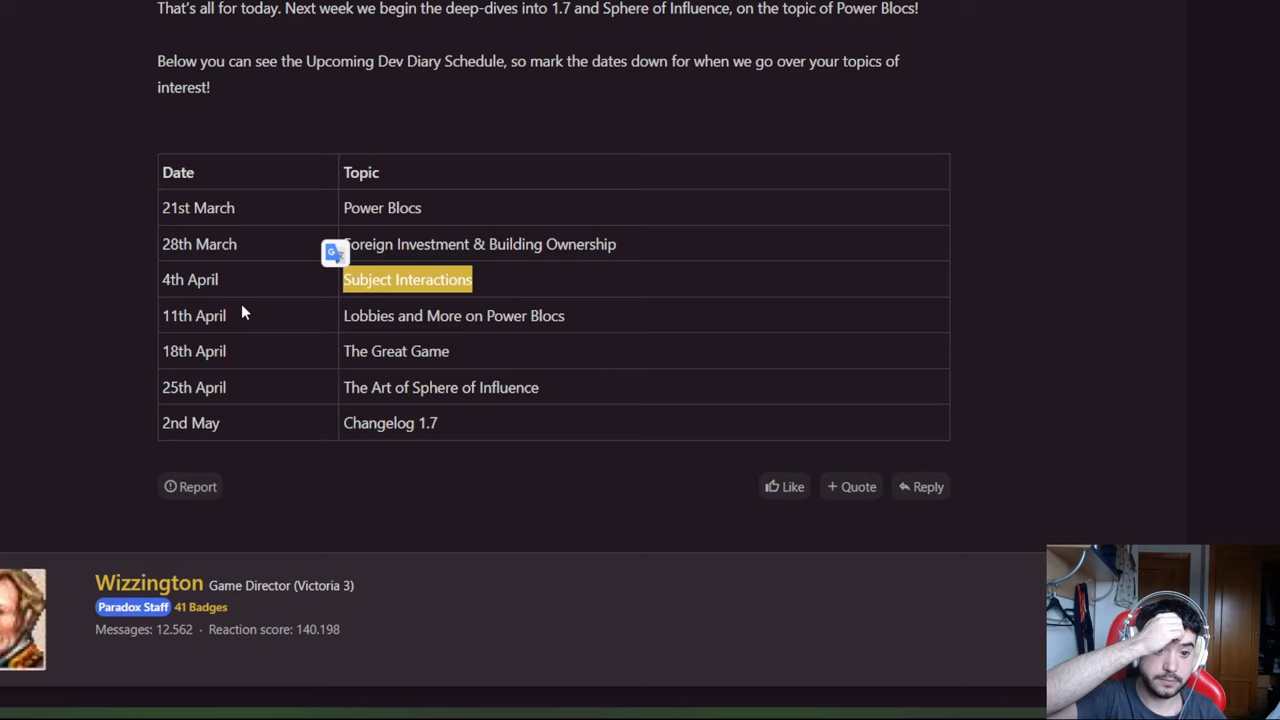 That's all for today. Next week we begin the deep-dives into 1.7 and Sphere of Influence, on the topic of Power Blocs!
Below you can see the Upcoming Dev Diary Schedule, so mark the dates down for when we go over your topics of
interest!
Date Topic
21st March Power Blocs
28th March Foreign Investment & Building Ownership
4th April Subject Interactions
11th April Lobbies and More on Power Blocs
18th April The Great Game
25th April The Art of Sphere of Influence
2nd May Changelog 1.7
Report Like + Quote Reply
Wizzington Game Director (Victoria 3)
Paradox Staff 41 Badges
Messages: 12.562 · Reaction score: 140.198